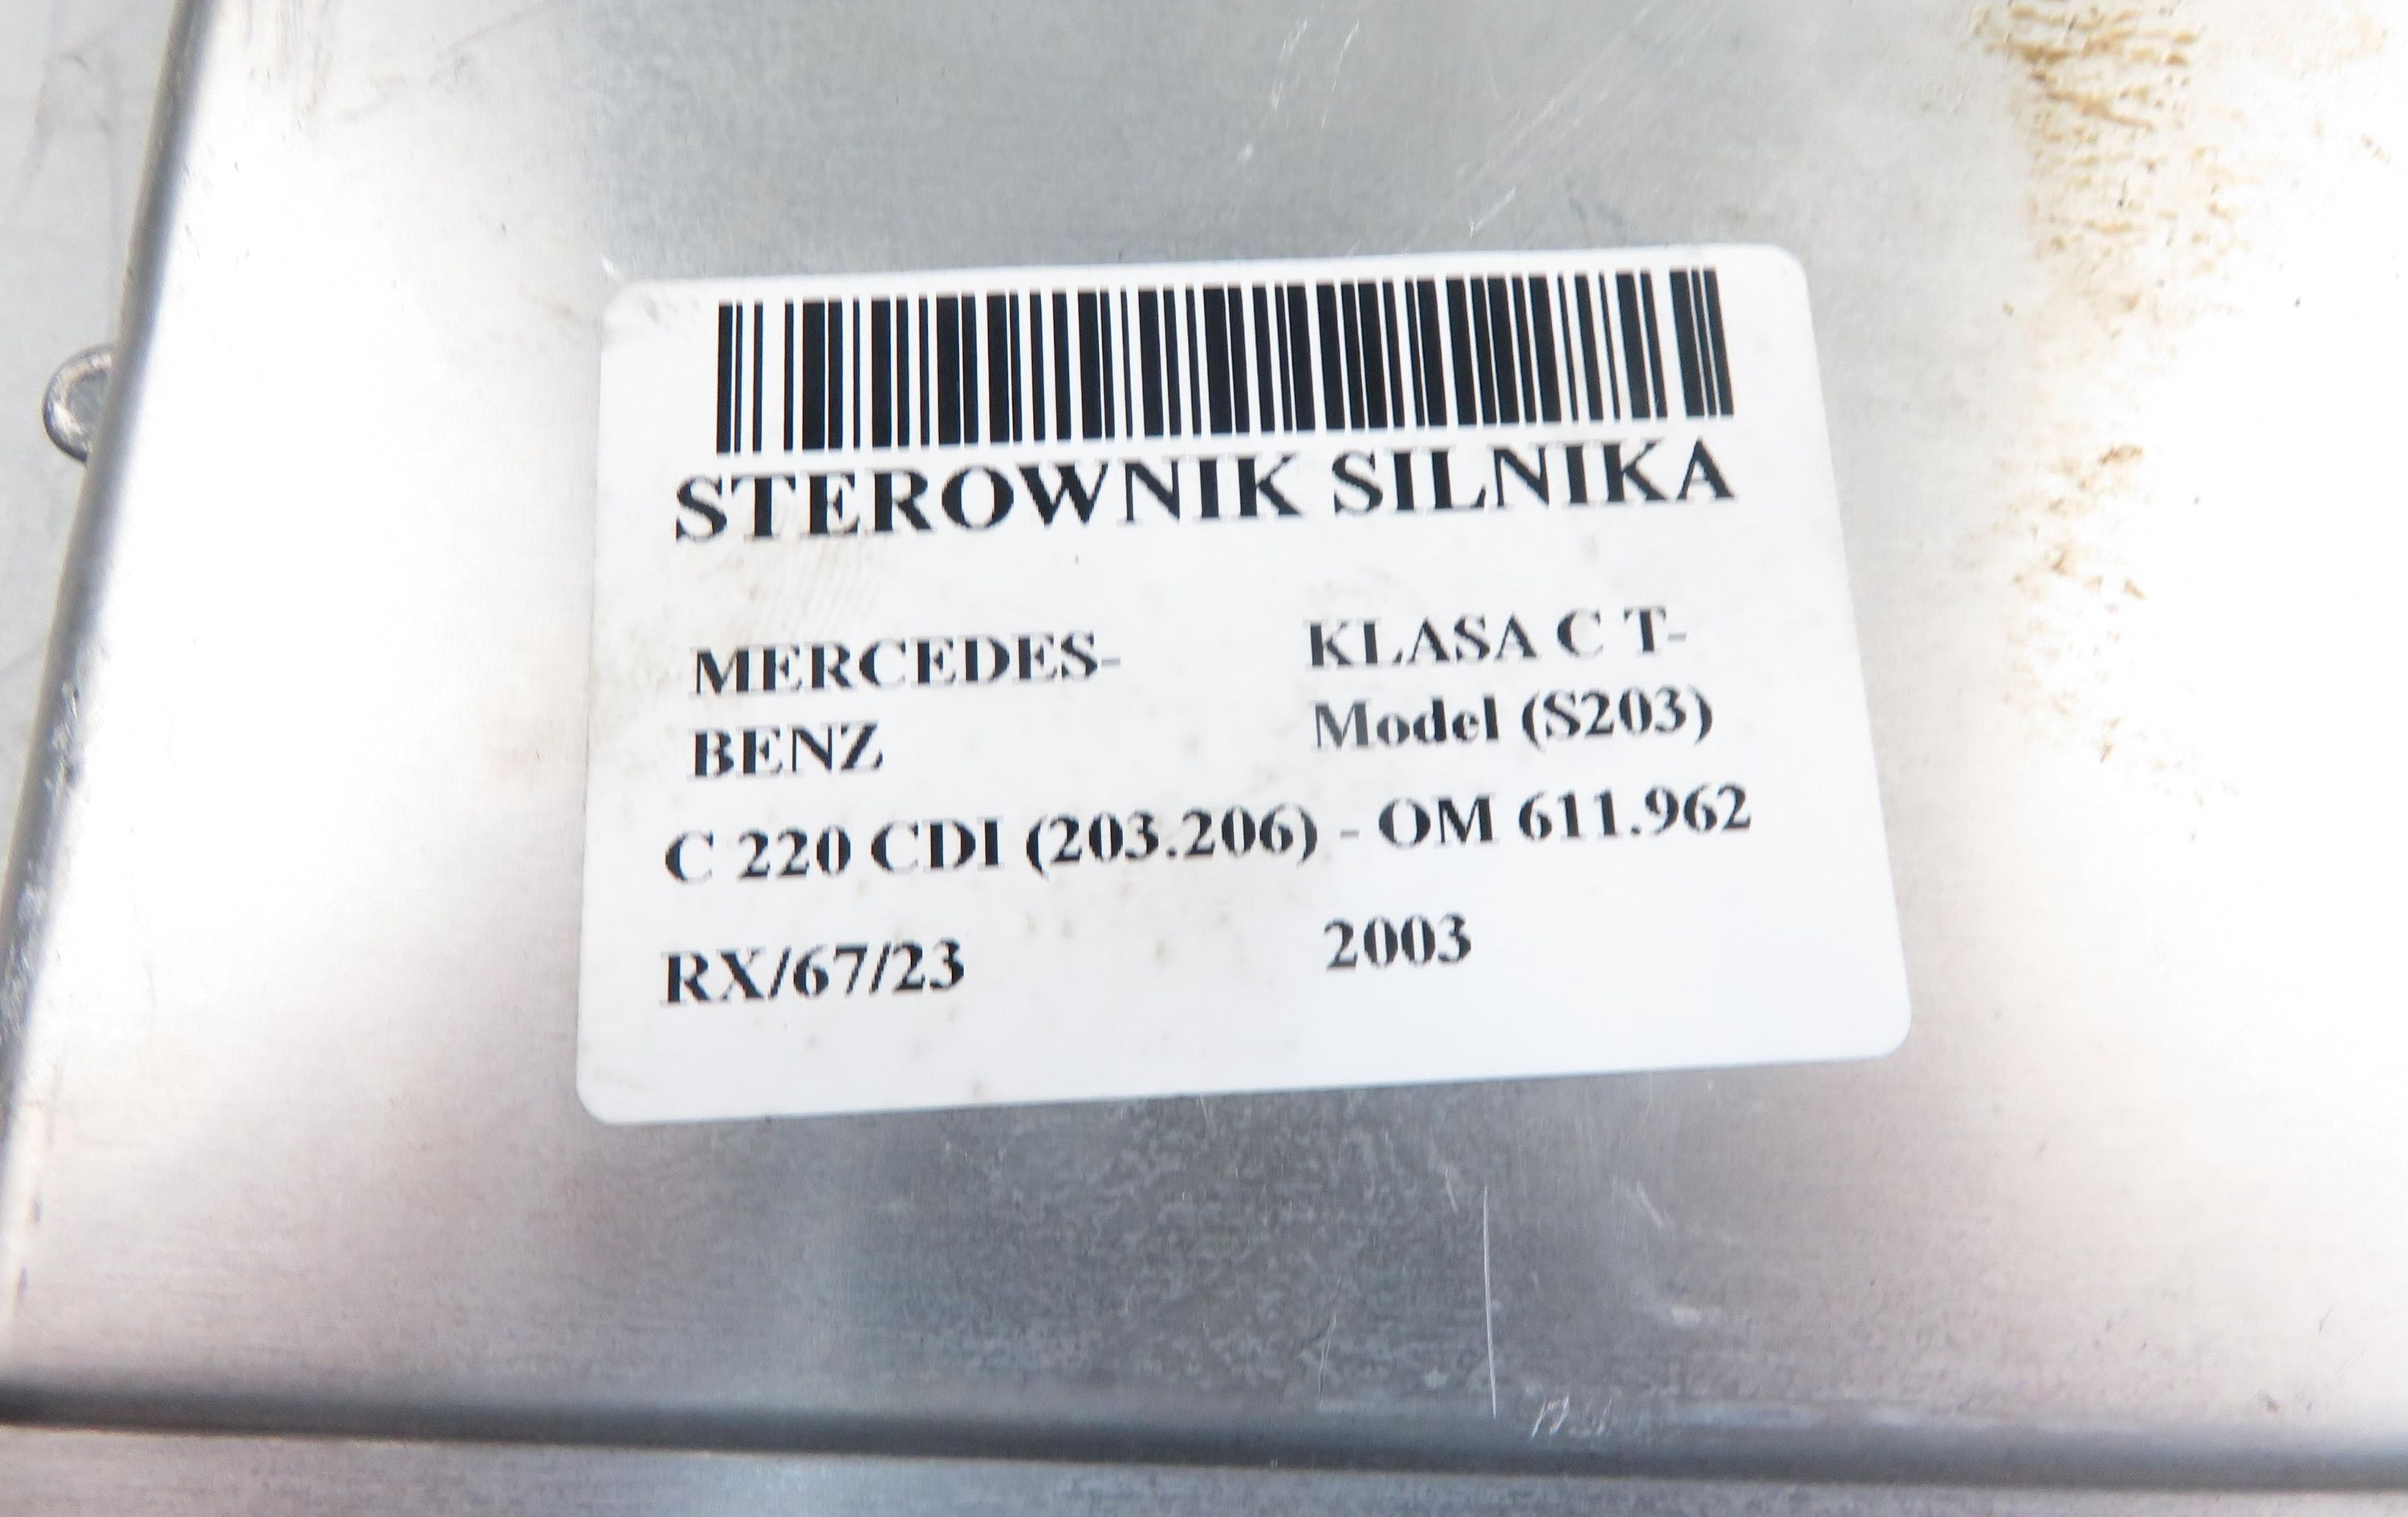 STEROWNIK SILNIKA
MERCEDES-
BENZ
KLASA C T-
Model (S203)
C 220 CDI (203.206) - OM 611.962
RX/67/23
2003